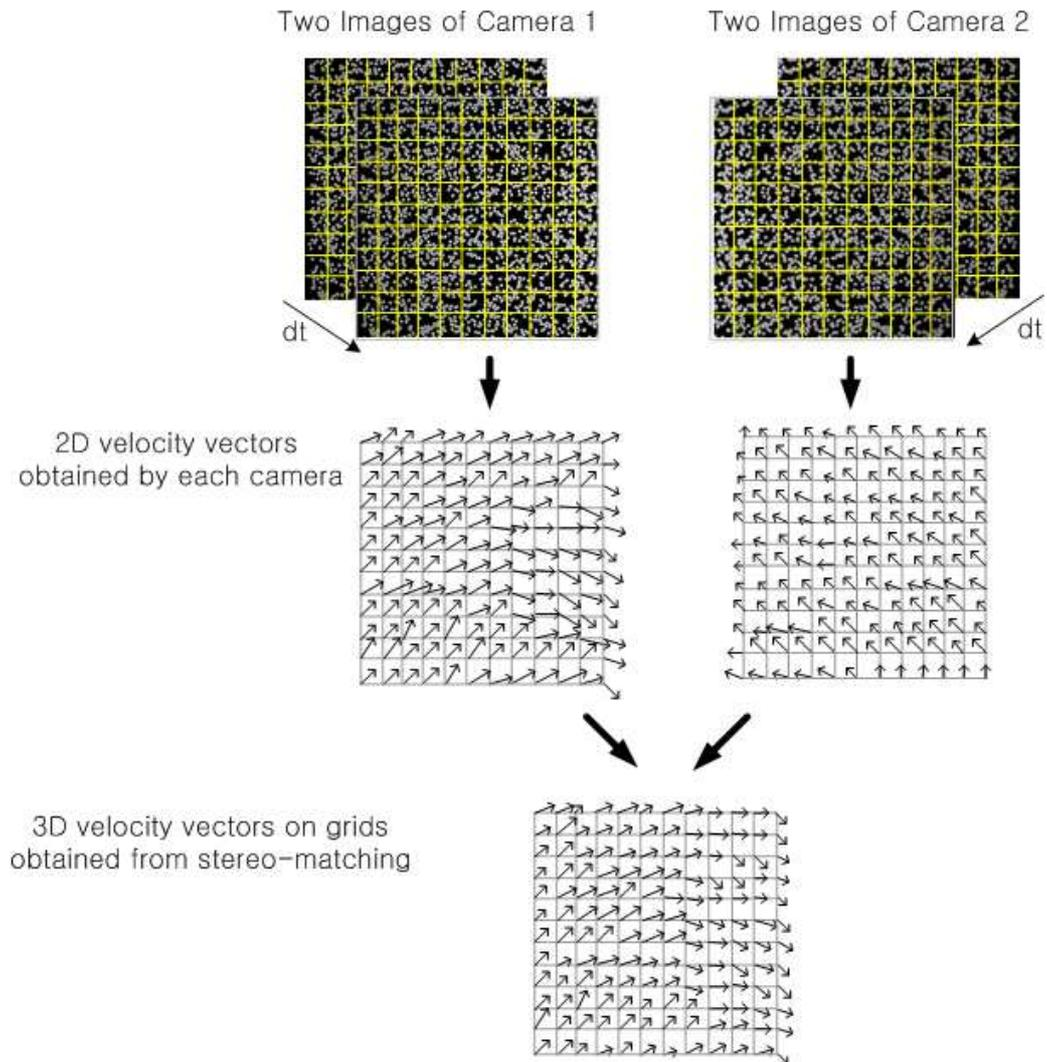 Two Images of Camera 1
Two Images of Camera 2
dt
dt
2D velocity vectors
obtained by each camera
3D velocity vectors on grids
obtained from stereo-matching